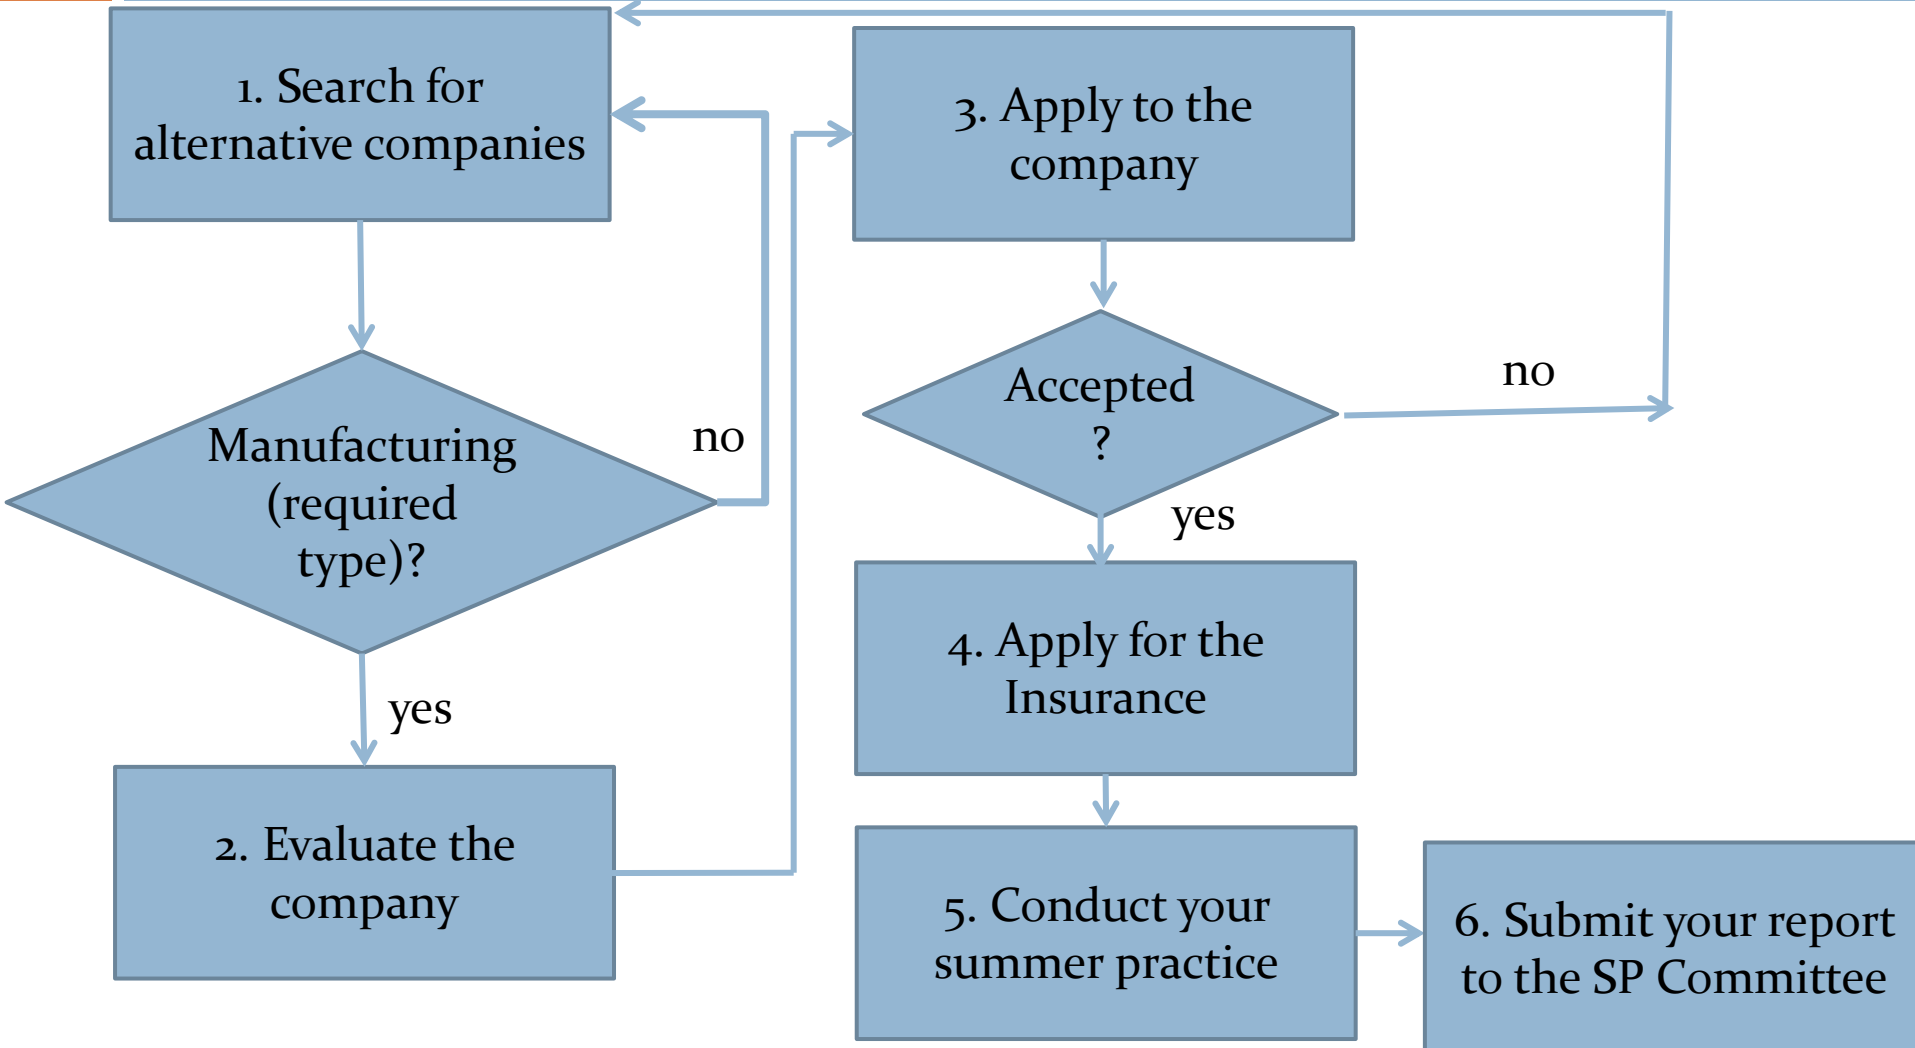 1. Search for
alternative companies
Manufacturing
(required
type)?
no
yes
2. Evaluate the
company
3. Apply to the
company
Accepted
?
no
yes
4. Apply for the
Insurance
5. Conduct your
summer practice
6. Submit your report
to the SP Committee